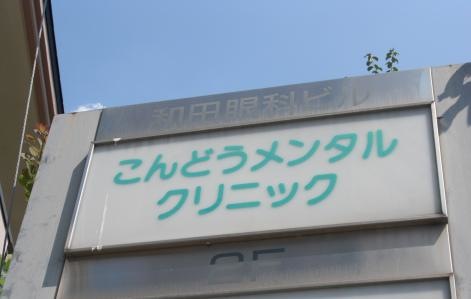 和田眼科ビル
こんどうメンタル
クリニック
2F